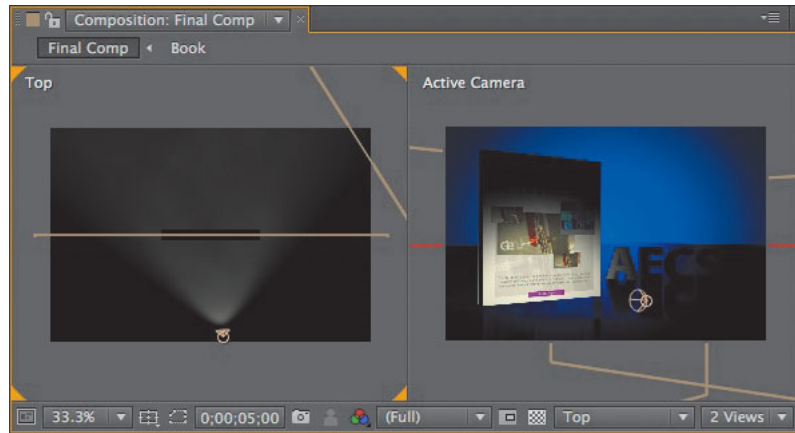 Composition: Final Comp
Final Comp
Book
Top
Active Camera
AECS
33.3%
0;00;05;00
(Full)
Top
2 Views